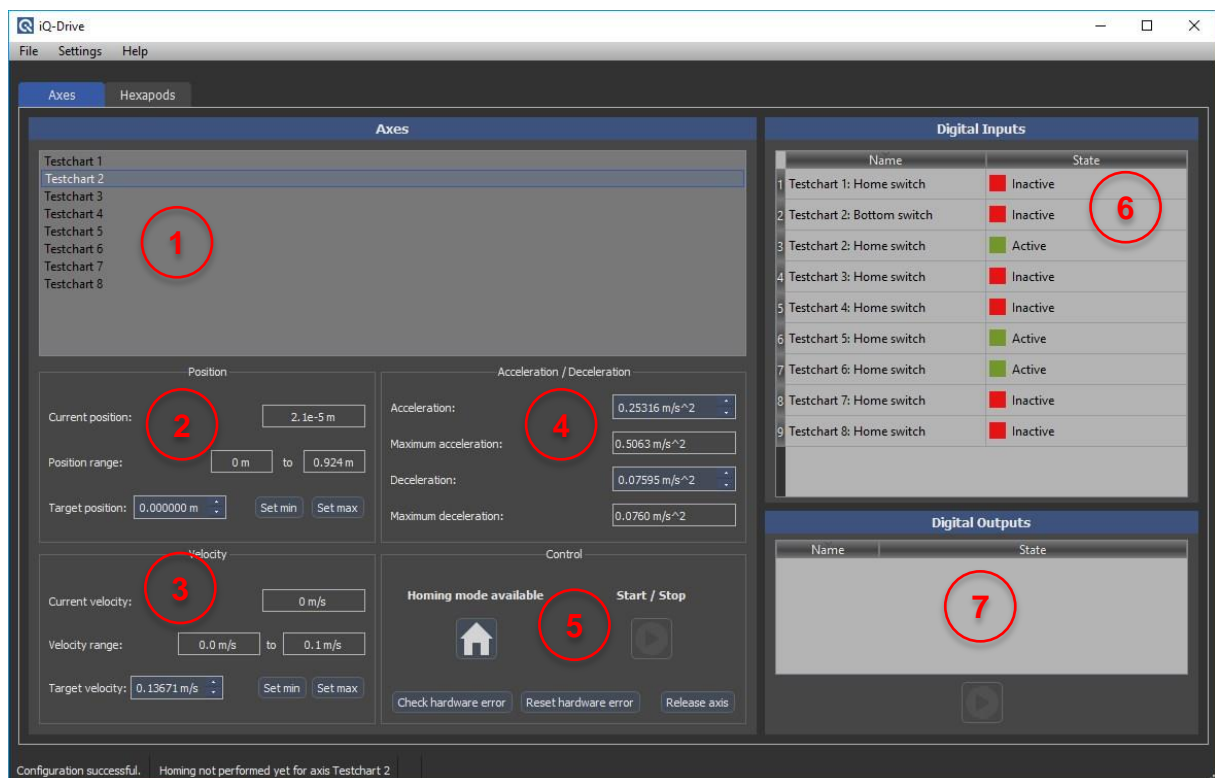 iQ-Drive
File Settings Help
Axes Hexapods
Axes
Testchart 1
Testchart 2
Testchart 3
Testchart 4
Testchart 5
Testchart 6
Testchart 7
Testchart 8
1
Position
Current position: 2.1e-5 m
2
Position range: 0 m to 0.924 m
Target position: 0.000000 m Set min Set max
Acceleration / Deceleration
Acceleration: 0.25316 m/s^2
4
Maximum acceleration: 0.5063 m/s^2
Deceleration: 0.07595 m/s^2
Maximum deceleration: 0.0760 m/s^2
Velocity
3
Current velocity: 0 m/s
Velocity range: 0.0 m/s to 0.1 m/s
Target velocity: 0.13671 m/s Set min Set max
Control
Homing mode available Start / Stop
5
Check hardware error Reset hardware error Release axis
Digital Inputs
Name State
1 Testchart 1: Home switch Inactive
6
2 Testchart 2: Bottom switch Inactive
3 Testchart 2: Home switch Active
4 Testchart 3: Home switch Inactive
5 Testchart 4: Home switch Inactive
6 Testchart 5: Home switch Active
7 Testchart 6: Home switch Active
8 Testchart 7: Home switch Inactive
9 Testchart 8: Home switch Inactive
Digital Outputs
Name State
7
Configuration successful. Homing not performed yet for axis Testchart 2